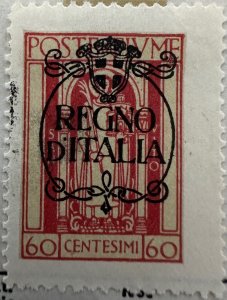 POSTE FIUME
REGNO
D'ITALIA
S
O
60 CENTESIMI 60